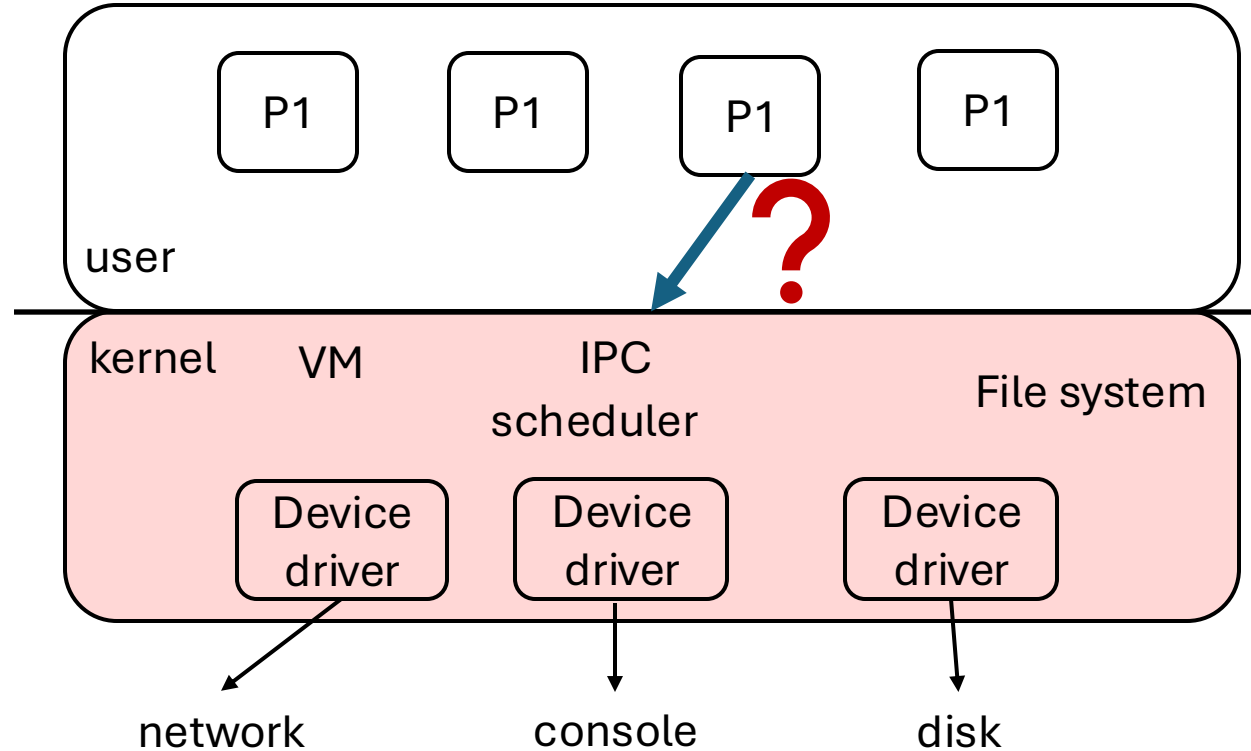 P1
P1
P1
P1
?
user
kernel
VM
IPC
scheduler
File system
Device
driver
Device
driver
Device
driver
network
console
disk